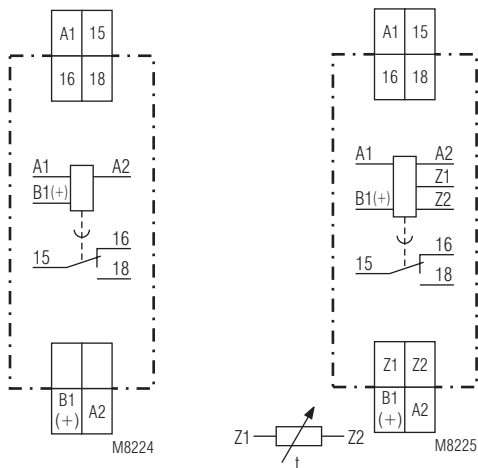 A1 15
16 18
A1 A2
B1(+)
15 16
18
B1 (+) A2
M8224
A1 15
16 18
A1 A2
Z1
B1(+) Z2
15 16
18
Z1 Z2
B1 (+) A2
Z1 Z2
t
M8225